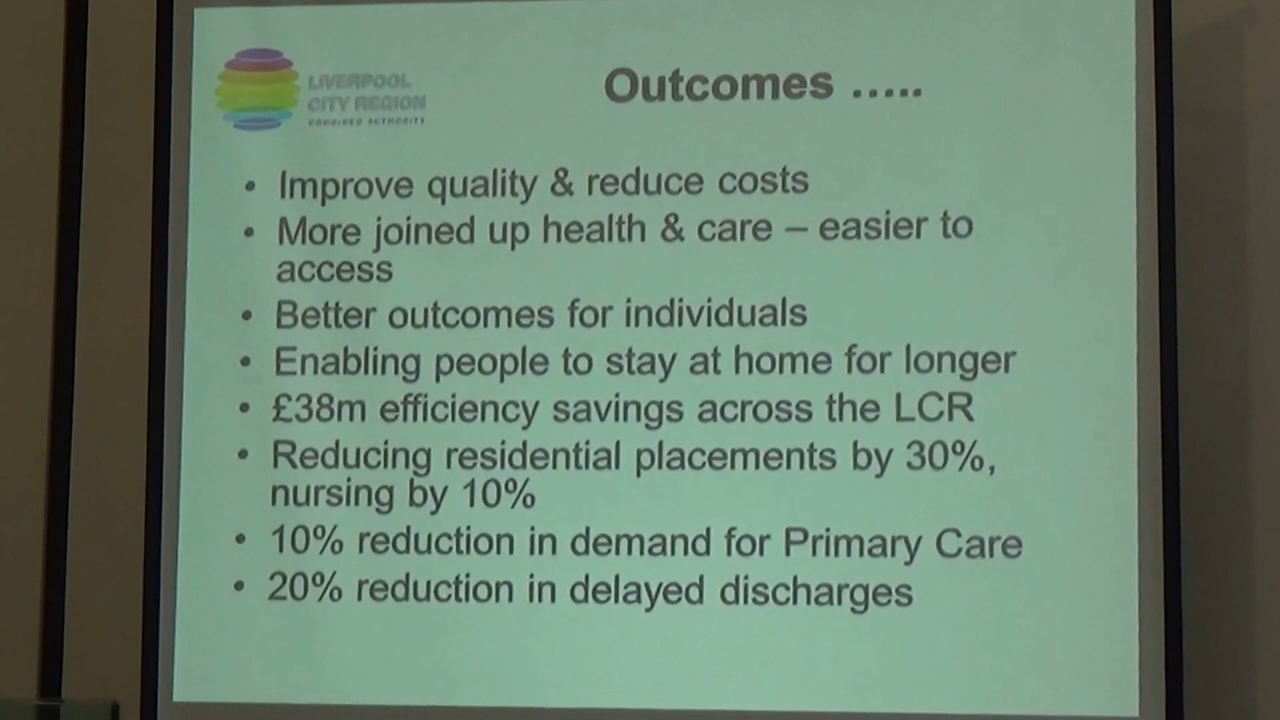 LIVERPOOL
CITY REGION
COMBINED AUTHORITY
Outcomes .....
• Improve quality & reduce costs
• More joined up health & care – easier to
access
• Better outcomes for individuals
• Enabling people to stay at home for longer
• £38m efficiency savings across the LCR
• Reducing residential placements by 30%,
nursing by 10%
• 10% reduction in demand for Primary Care
• 20% reduction in delayed discharges